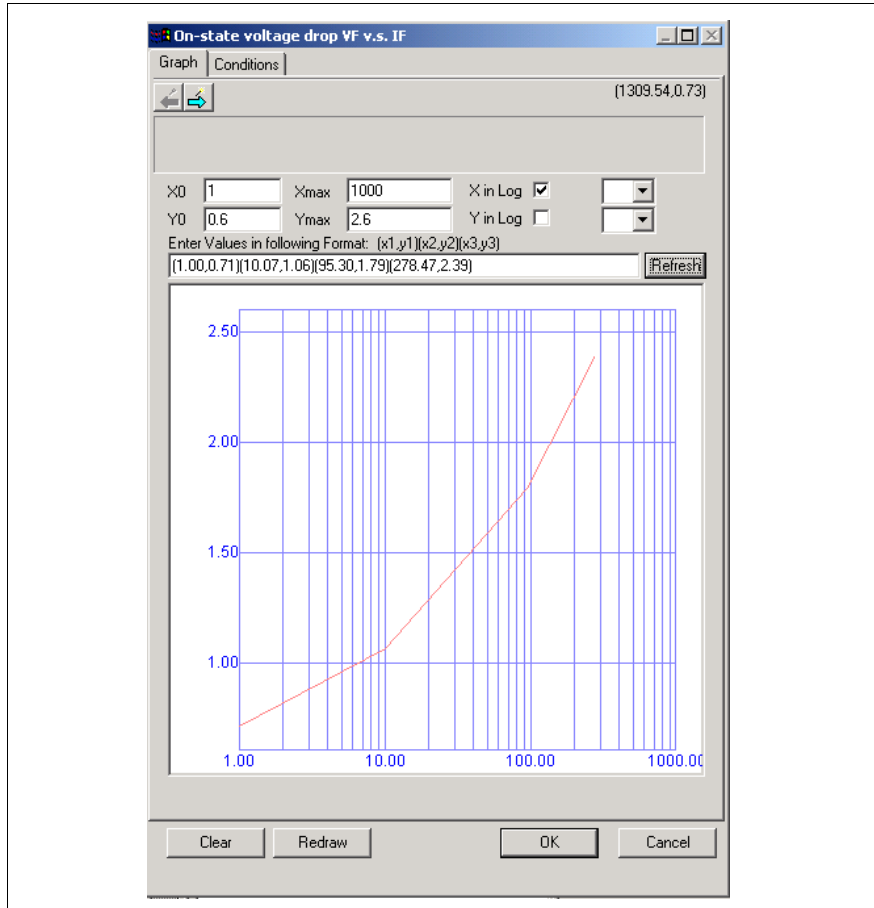 On-state voltage drop VF v.s. IF
Graph Conditions
(1309.54,0.73)
X0 1 Xmax 1000 X in Log
Y0 0.6 Ymax 2.6 Y in Log
Enter Values in following Format: (x1,y1)(x2,y2)(x3,y3)
(1.00,0.71)(10.07,1.06)(95.30,1.79)(278.47,2.39) Refresh
2.50
2.00
1.50
1.00
1.00 10.00 100.00 1000.00
Clear Redraw OK Cancel